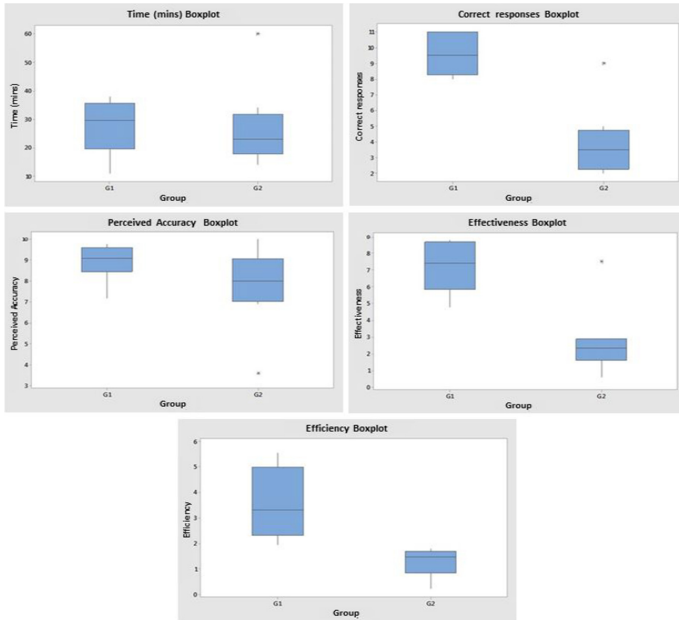 Time (mins) Boxplot
60
50
40
30
20
10
Time (mins)
G1 G2
Group
Correct responses Boxplot
11
10
9
8
7
6
5
4
3
2
Correct responses
G1 G2
Group
Perceived Accuracy Boxplot
10
9
8
7
6
5
4
3
Perceived Accuracy
G1 G2
Group
Effectiveness Boxplot
9
8
7
6
5
4
3
2
1
0
Effectiveness
G1 G2
Group
Efficiency Boxplot
6
5
4
3
2
1
0
Efficiency
G1 G2
Group